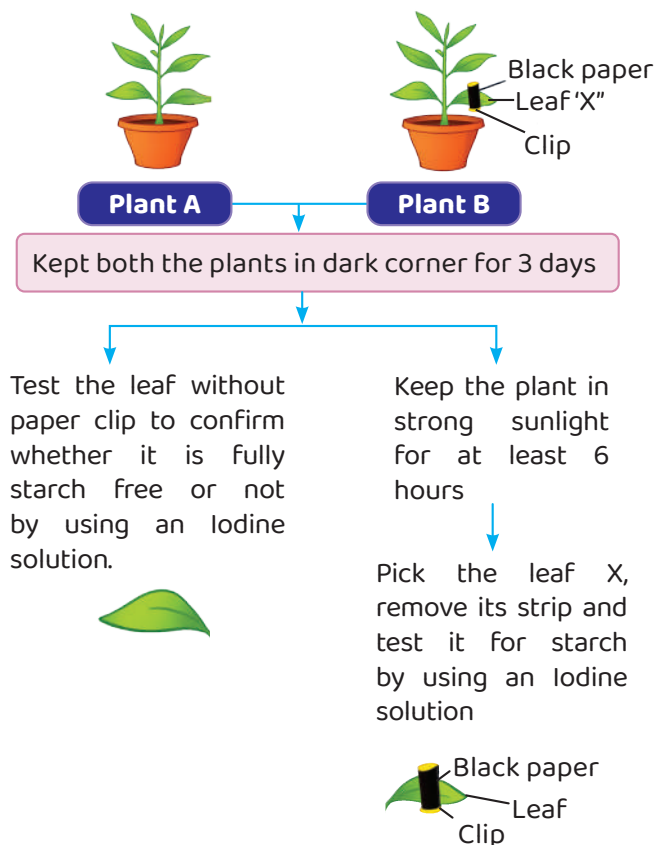 Black paper
Leaf ‘X”
Clip
Plant A
Plant B
Kept both the plants in dark corner for 3 days
Test the leaf without
paper clip to confirm
whether it is fully
starch free or not
by using an Iodine
solution.
Keep the plant in
strong sunlight
for at least 6
hours
Pick the leaf X,
remove its strip and
test it for starch
by using an Iodine
solution
Black paper
Leaf
Clip